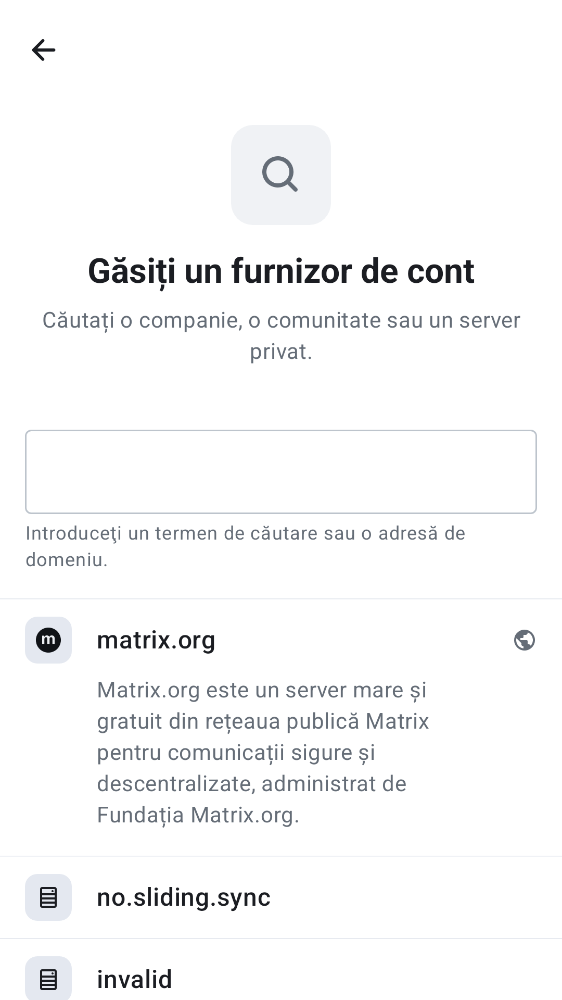 Găsiți un furnizor de cont
Căutați o companie, o comunitate sau un server
privat.
Introduceţi un termen de căutare sau o adresă de
domeniu.
m
matrix.org
Matrix.org este un server mare și
gratuit din rețeaua publică Matrix
pentru comunicații sigure și
descentralizate, administrat de
Fundația Matrix.org.
no.sliding.sync
invalid